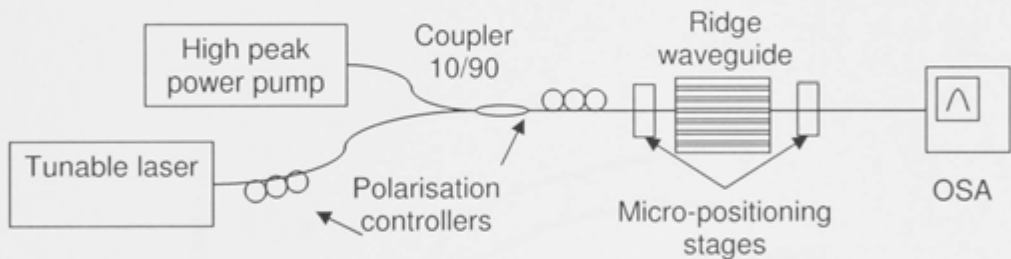 High peak
power pump
Coupler
10/90
Ridge
waveguide
Tunable laser
Polarisation
controllers
Micro-positioning
stages
OSA